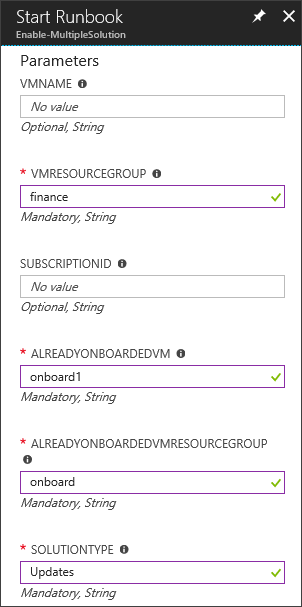 Start Runbook
Enable-MultipleSolution
Parameters
VMNAME
No value
Optional, String
* VMRESOURCEGROUP
finance
Mandatory, String
SUBSCRIPTIONID
No value
Optional, String
* ALREADYONBOARDEDVM
onboard1
Mandatory, String
* ALREADYONBOARDEDVMRESOURCEGROUP
onboard
Mandatory, String
* SOLUTIONTYPE
Updates
Mandatory, String